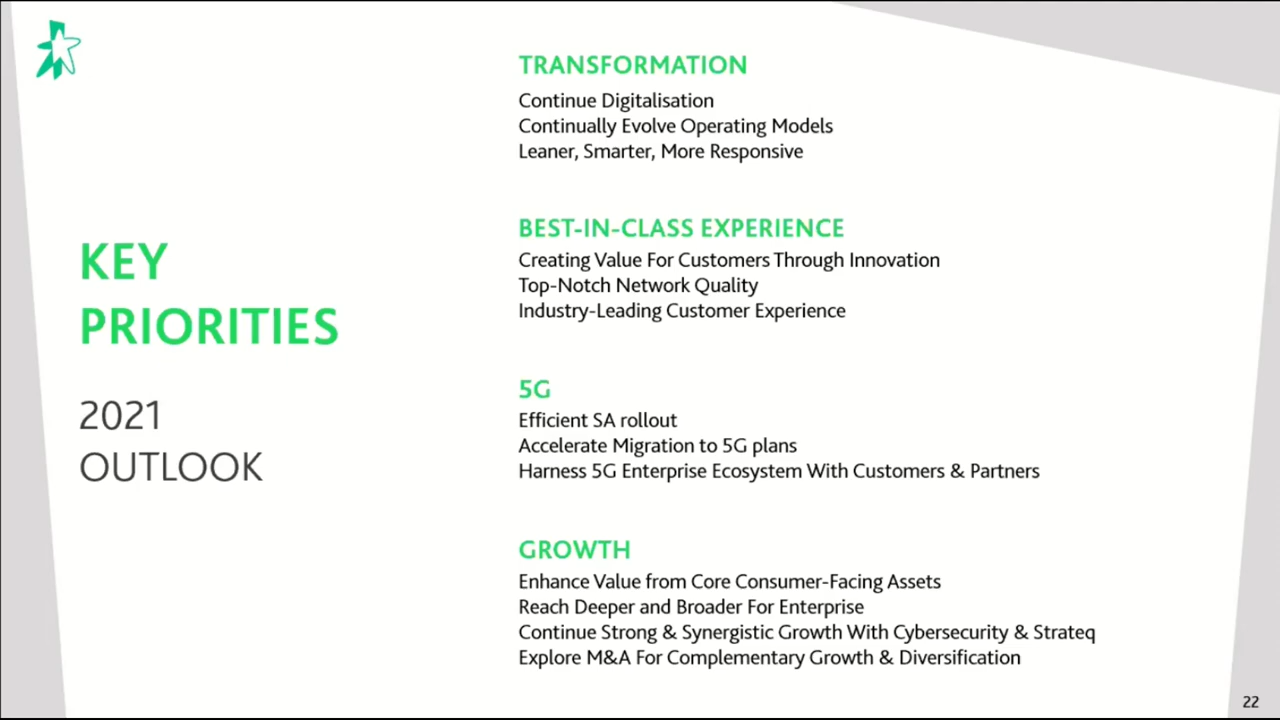 KEY
PRIORITIES
2021
OUTLOOK
TRANSFORMATION
Continue Digitalisation
Continually Evolve Operating Models
Leaner, Smarter, More Responsive
BEST-IN-CLASS EXPERIENCE
Creating Value For Customers Through Innovation
Top-Notch Network Quality
Industry-Leading Customer Experience
5G
Efficient SA rollout
Accelerate Migration to 5G plans
Harness 5G Enterprise Ecosystem With Customers & Partners
GROWTH
Enhance Value from Core Consumer-Facing Assets
Reach Deeper and Broader For Enterprise
Continue Strong & Synergistic Growth With Cybersecurity & Strateq
Explore M&A For Complementary Growth & Diversification
22